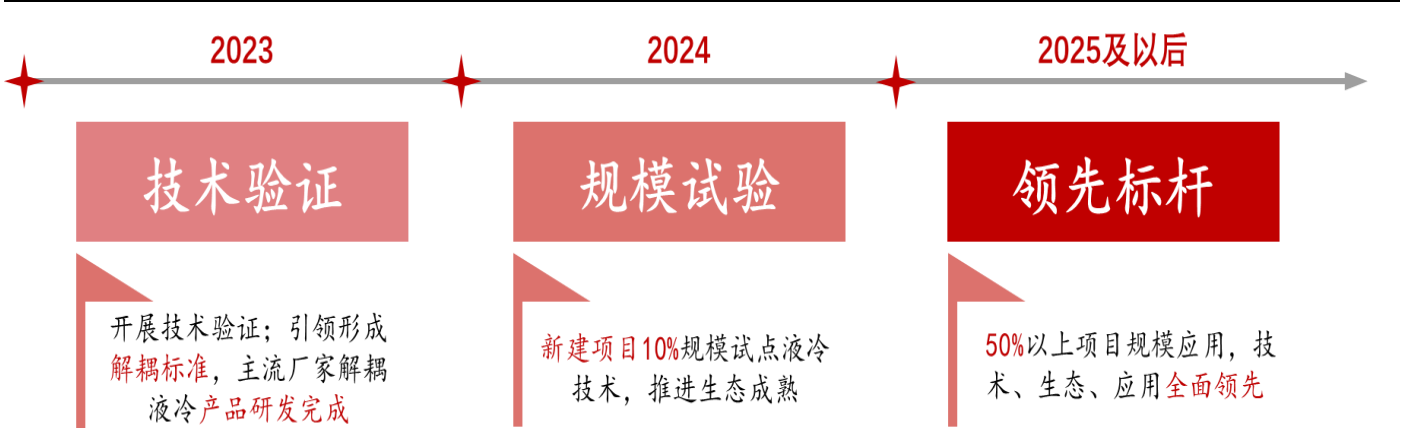 2023
2024
2025及以后
技术验证
规模试验
领先标杆
开展技术验证；引领形成
解耦标准，主流厂家解耦
液冷产品研发完成
新建项目10%规模试点液冷
技术，推进生态成熟
50%以上项目规模应用，技
术、生态、应用全面领先